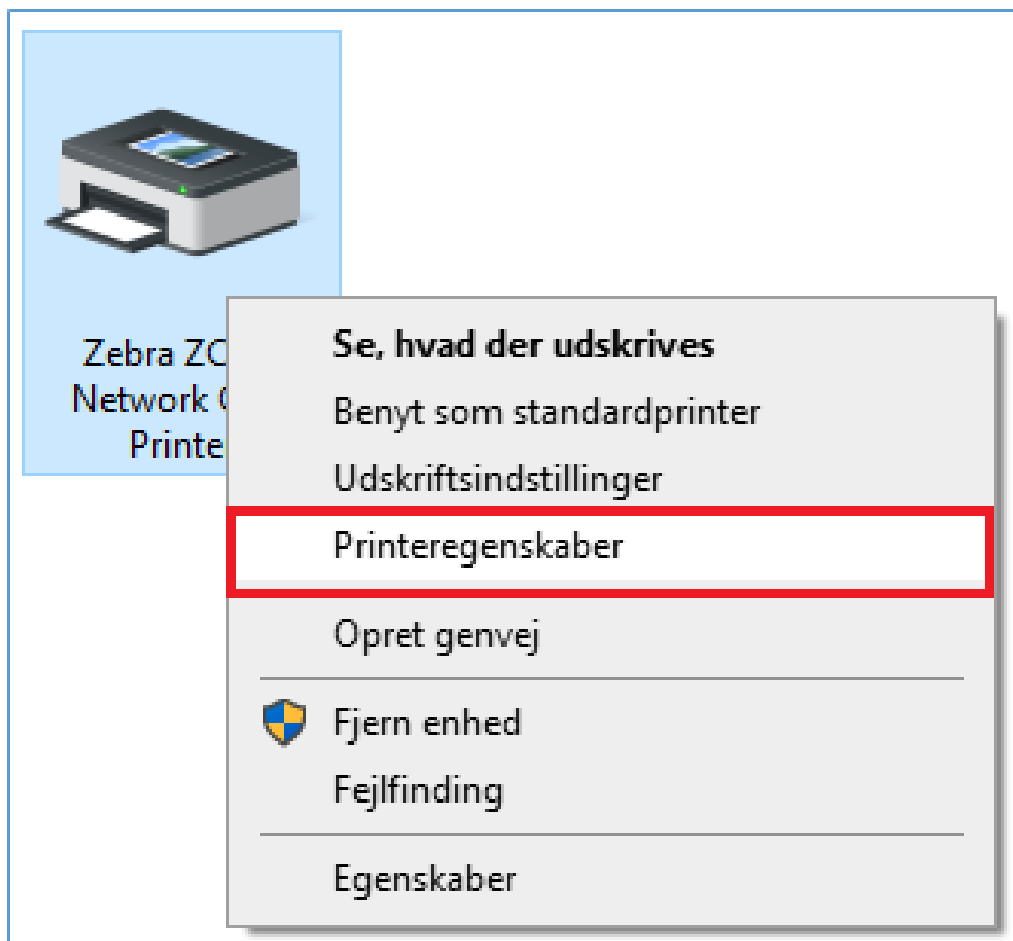 Zebra ZC
Network
Printe
Se, hvad der udskrives
Benyt som standardprinter
Udskriftsindstillinger
Printeregenskaber
Opret genvej
Fjern enhed
Fejlfinding
Egenskaber